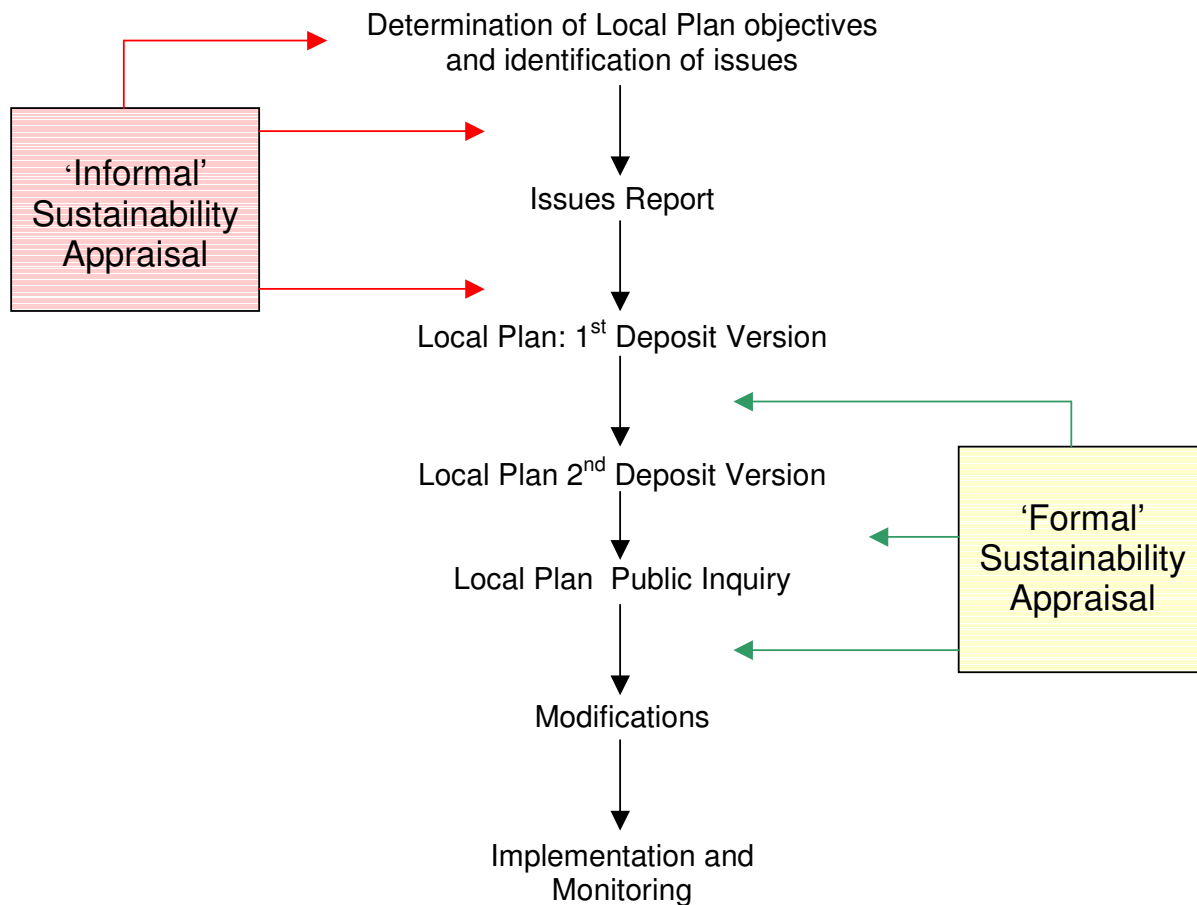 Determination of Local Plan objectives
and identification of issues
‘Informal’
Sustainability
Appraisal
Issues Report
Local Plan: 1st Deposit Version
Local Plan 2nd Deposit Version
‘Formal’
Sustainability
Appraisal
Local Plan Public Inquiry
Modifications
Implementation and
Monitoring